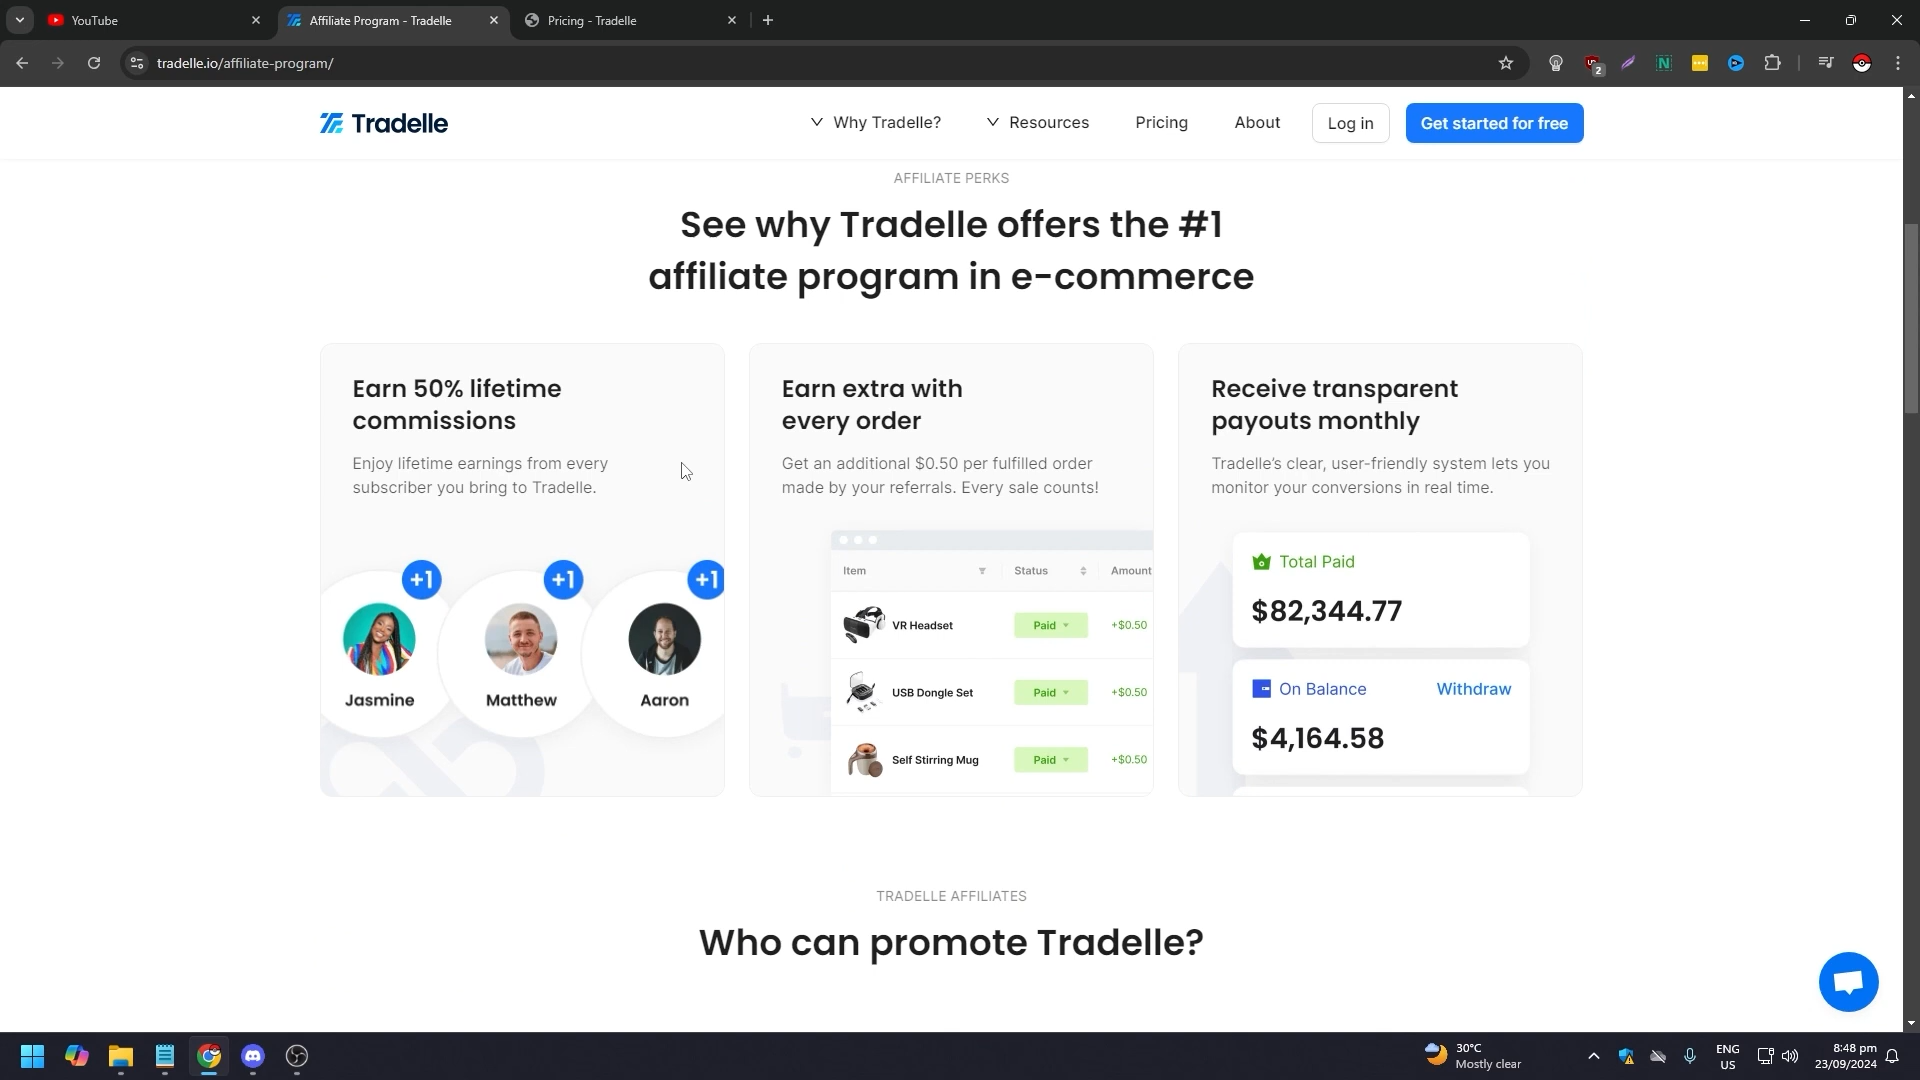 YouTube
Affiliate Program - Tradelle
Pricing - Tradelle
tradelle.io/affiliate-program/
2
Tradelle
Why Tradelle?
Resources
Pricing
About
Log in
Get started for free
AFFILIATE PERKS
See why Tradelle offers the #1
affiliate program in e-commerce
Earn 50% lifetime
commissions
Enjoy lifetime earnings from every
subscriber you bring to Tradelle.
+1
+1
+1
Jasmine
Matthew
Aaron
Earn extra with
every order
Get an additional $0.50 per fulfilled order
made by your referrals. Every sale counts!
Item
Status
Amount
VR Headset
Paid
+$0.50
USB Dongle Set
Paid
+$0.50
Self Stirring Mug
Paid
+$0.50
Receive transparent
payouts monthly
Tradelle’s clear, user-friendly system lets you
monitor your conversions in real time.
Total Paid
$82,344.77
On Balance
Withdraw
$4,164.58
TRADELLE AFFILIATES
Who can promote Tradelle?
30°C
Mostly clear
ENG
US
8:48 pm
23/09/2024